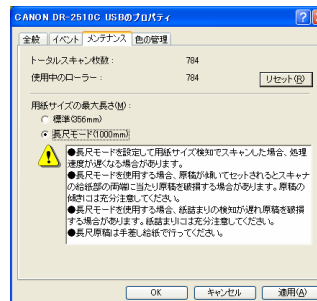 CANON DR-2510C USBのプロパティ
全般 イベント メンテナンス 色の管理
トータルスキャン枚数: 784
使用中のローラー: 784 リセット(R)
用紙サイズの最大長さ(M):
標準(356mm)
長尺モード(1000mm)
●長尺モードを設定して用紙サイズ検知でスキャンした場合、処理
速度が遅くなる場合があります。
●長尺モードを使用する場合、原稿が傾いてセットされるとスキャナ
の給紙部の両端に当たり原稿を破損する場合があります。原稿の
傾きには充分注意してください。
●長尺モードを使用する場合、紙詰まりの検知が遅れ原稿を破損
する場合があります。紙詰まりには充分注意してください。
●長尺原稿は手差し給紙で行ってください。
OK キャンセル 適用(A)